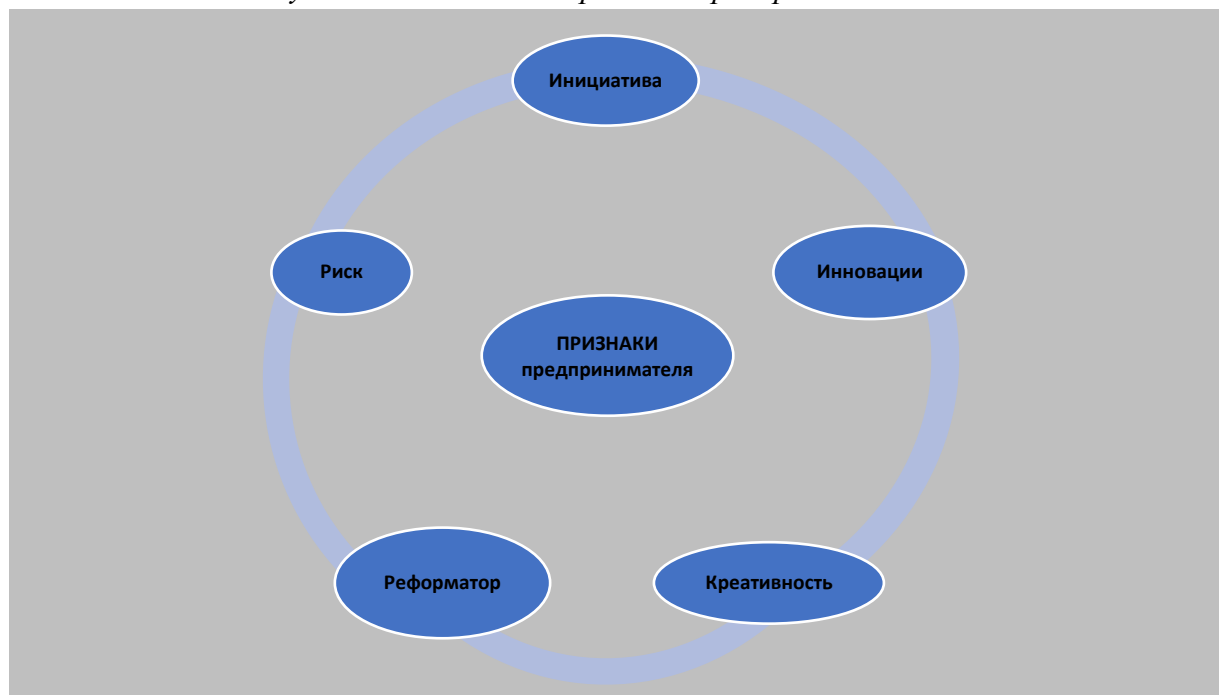 Инициатива
Риск
Инновации
ПРИЗНАКИ
предпринимателя
Реформатор
Креативность